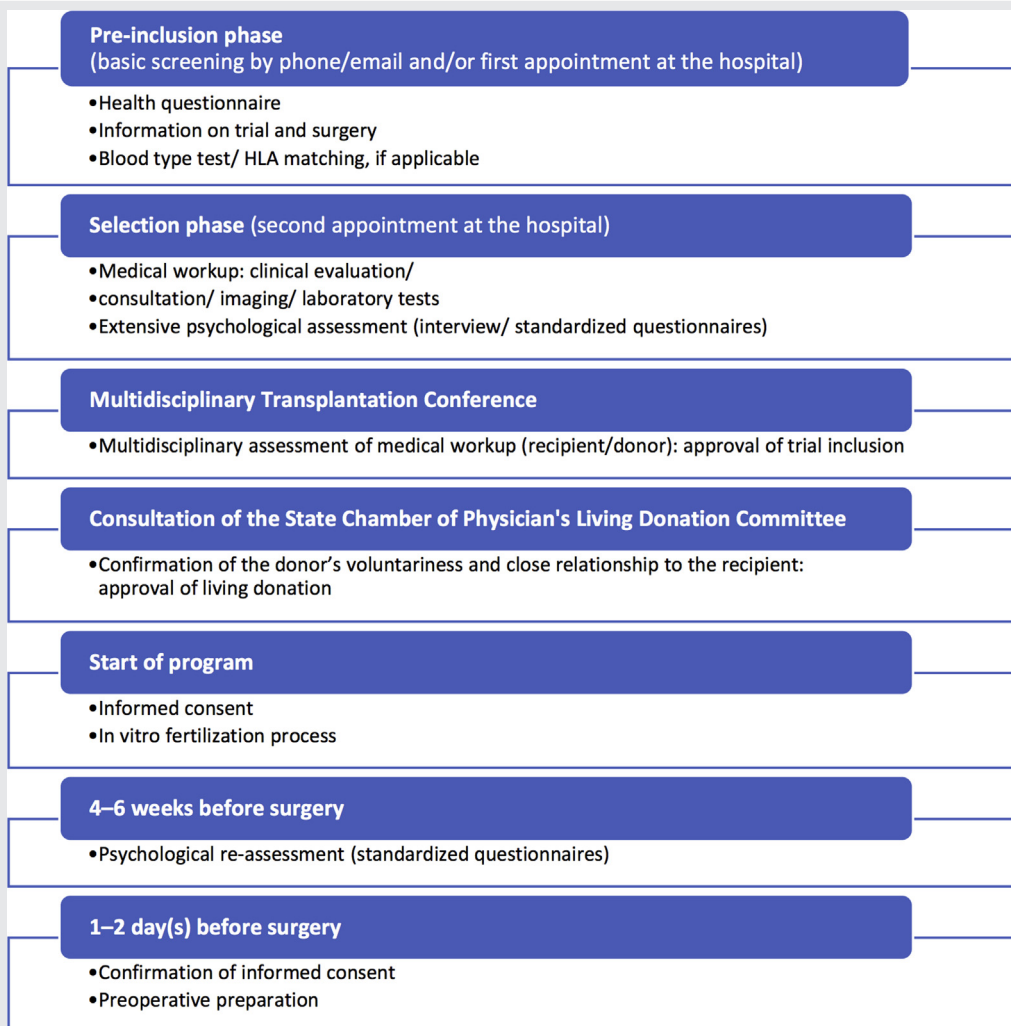 Pre-inclusion phase
(basic screening by phone/email and/or first appointment at the hospital)
•Health questionnaire
•Information on trial and surgery
•Blood type test/ HLA matching, if applicable
Selection phase (second appointment at the hospital)
•Medical workup: clinical evaluation/
•consultation/ imaging/ laboratory tests
•Extensive psychological assessment (interview/ standardized questionnaires)
Multidisciplinary Transplantation Conference
•Multidisciplinary assessment of medical workup (recipient/donor): approval of trial inclusion
Consultation of the State Chamber of Physician's Living Donation Committee
•Confirmation of the donor’s voluntariness and close relationship to the recipient:
approval of living donation
Start of program
•Informed consent
•In vitro fertilization process
4–6 weeks before surgery
•Psychological re-assessment (standardized questionnaires)
1–2 day(s) before surgery
•Confirmation of informed consent
•Preoperative preparation